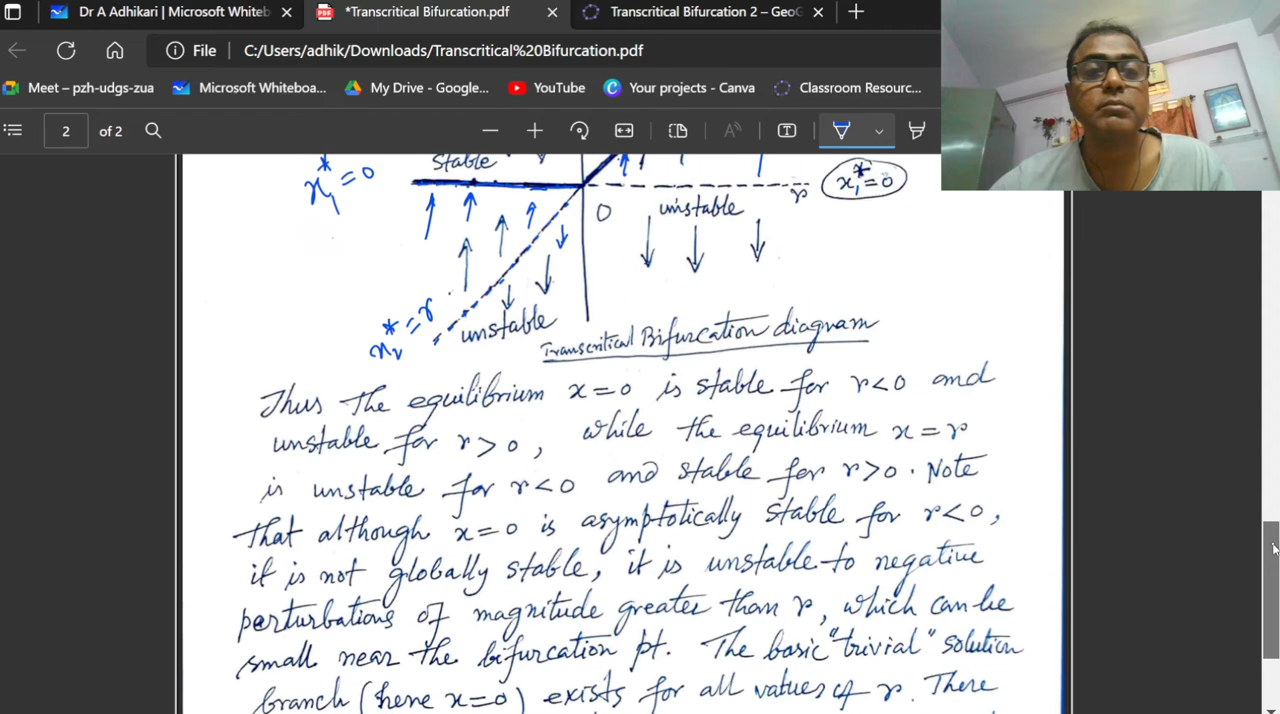 Dr A Adhikari | Microsoft Whiteb
*Transcritical Bifurcation.pdf
Transcritical Bifurcation 2 – GeoG
File
C:/Users/adhik/Downloads/Transcritical%20Bifurcation.pdf
Meet – pzh-udgs-zua
Microsoft Whiteboa...
My Drive - Google...
YouTube
Your projects - Canva
Classroom Resourc...
2 of 2
Stable
x₁* = 0
x₁* = 0
r
0
unstable
x₂* = r
unstable
Transcritical Bifurcation diagram
Thus the equilibrium x = 0 is stable for r < 0 and
unstable for r > 0, while the equilibrium x = r
is unstable for r < 0 and stable for r > 0. Note
that although x = 0 is asymptotically stable for r < 0,
it is not globally stable, it is unstable to negative
perturbations of magnitude greater than r, which can be
small near the bifurcation pt. The basic "trivial" solution
branch (here x = 0) exists for all values of r. There